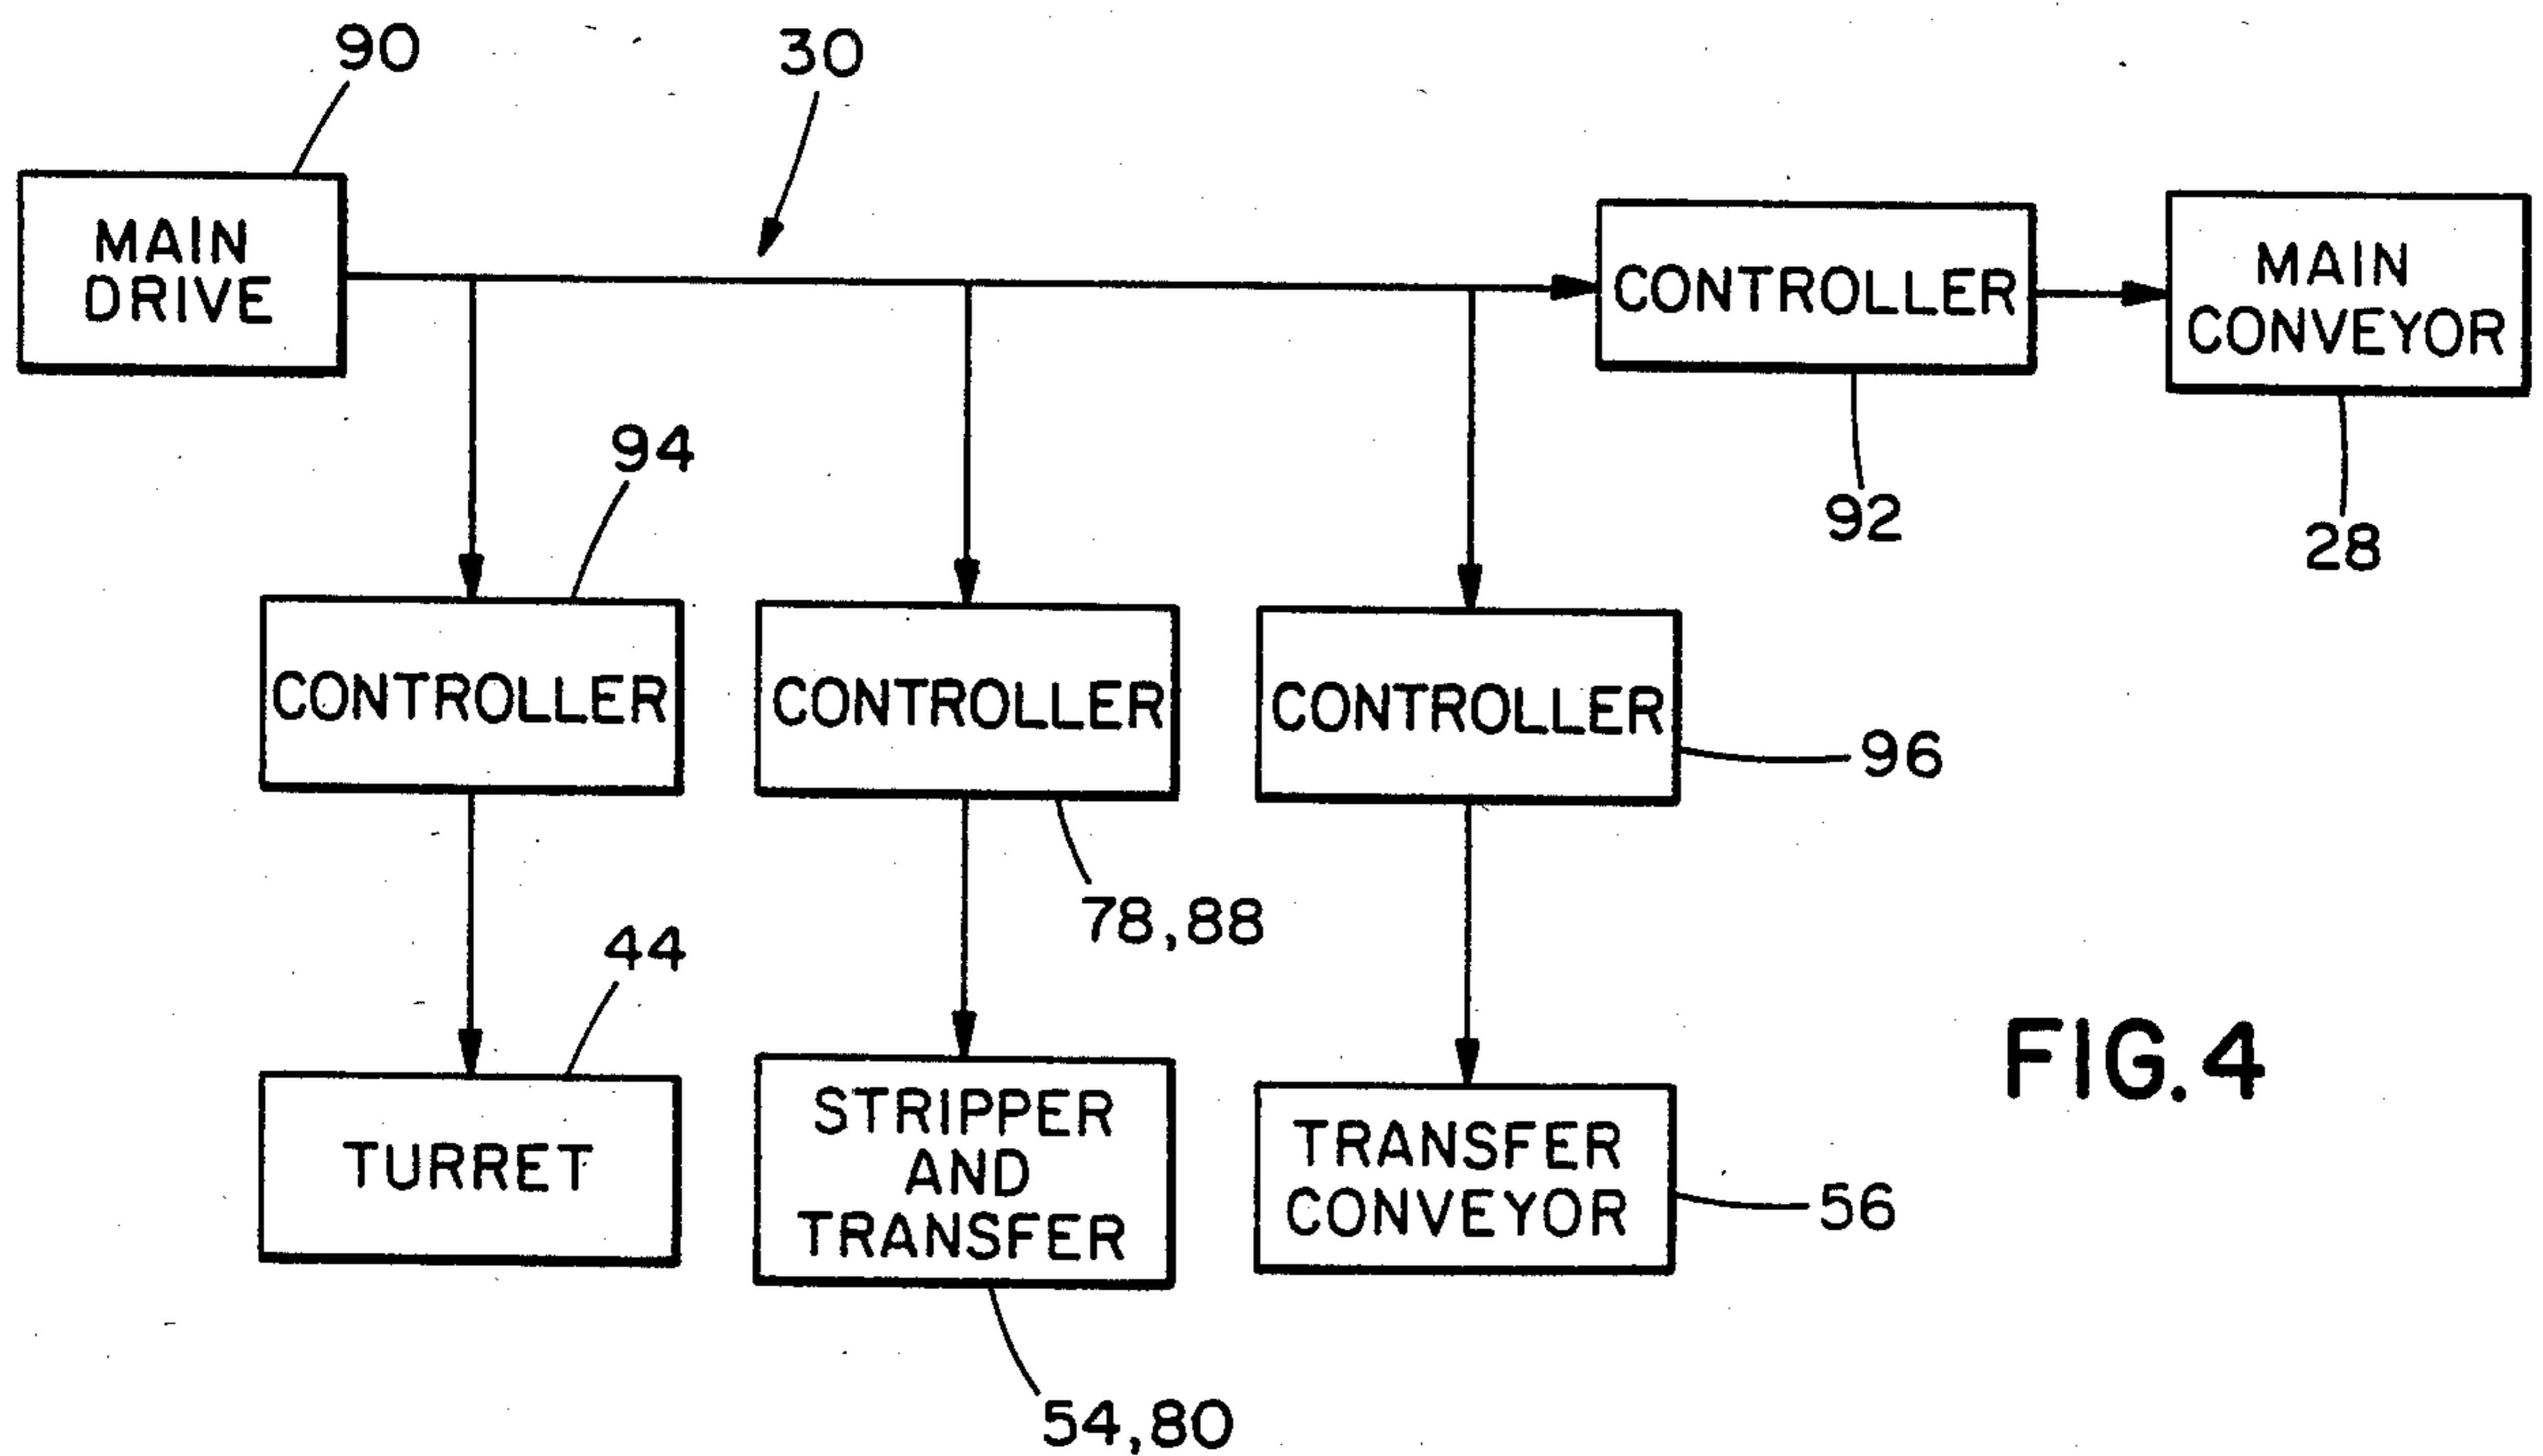 90
30
MAIN
DRIVE
CONTROLLER
MAIN
CONVEYOR
94
92
28
CONTROLLER
CONTROLLER
CONTROLLER
96
78,88
44
TURRET
STRIPPER
AND
TRANSFER
TRANSFER
CONVEYOR
56
54,80
FIG.4